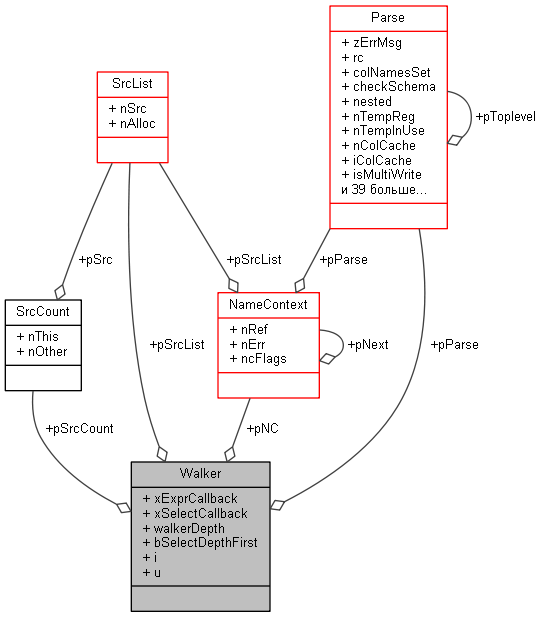 Parse
+ zErrMsg
+ rc
+ colNamesSet
+ checkSchema
+ nested
+ nTempReg
+ nTempInUse
+ nColCache
+ iColCache
+ isMultiWrite
и 39 больше...
+pToplevel
SrcList
+ nSrc
+ nAlloc
+pSrc
+pSrcList
+pParse
SrcCount
+ nThis
+ nOther
NameContext
+ nRef
+ nErr
+ ncFlags
+pNext
+pSrcList
+pParse
+pSrcCount
+pNC
Walker
+ xExprCallback
+ xSelectCallback
+ walkerDepth
+ bSelectDepthFirst
+ i
+ u